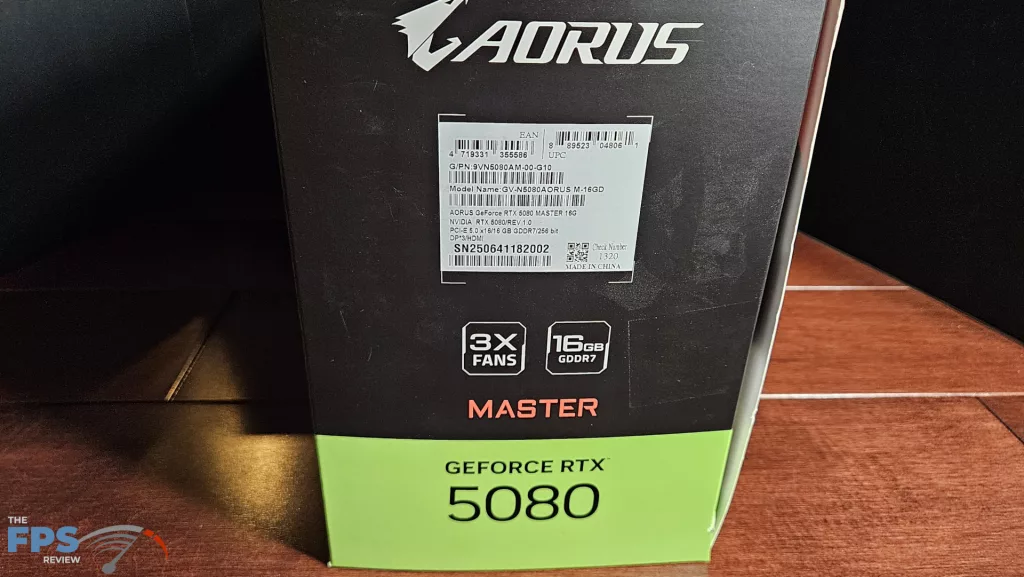 AORUS
EAN
4 719331 355586
8 89523 04806 1
UPC
G/PN:9VN5080AM-00-G10
Model Name:GV-N5080AORUS M-16GD
AORUS GeForce RTX 5080 MASTER 16G
NVIDIA RTX 5080/REV 1.0
PCI-E 5.0 x16/16 GB GDDR7/256 bit
DP*3/HDMI
SN250641182002
Check Number
1320
MADE IN CHINA
3X
FANS
16GB
GDDR7
MASTER
GEFORCE RTX™
5080
THE
FPS
REVIEW